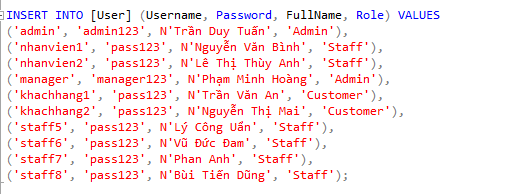 INSERT INTO [User] (Username, Password, FullName, Role) VALUES
('admin', 'admin123', N'Trần Duy Tuấn', 'Admin'),
('nhanvien1', 'pass123', N'Nguyễn Văn Bình', 'Staff'),
('nhanvien2', 'pass123', N'Lê Thị Thùy Anh', 'Staff'),
('manager', 'manager123', N'Phạm Minh Hoàng', 'Admin'),
('khachhang1', 'pass123', N'Trần Văn An', 'Customer'),
('khachhang2', 'pass123', N'Nguyễn Thị Mai', 'Customer'),
('staff5', 'pass123', N'Lý Công Uẩn', 'Staff'),
('staff6', 'pass123', N'Vũ Đức Đam', 'Staff'),
('staff7', 'pass123', N'Phan Anh', 'Staff'),
('staff8', 'pass123', N'Bùi Tiến Dũng', 'Staff');